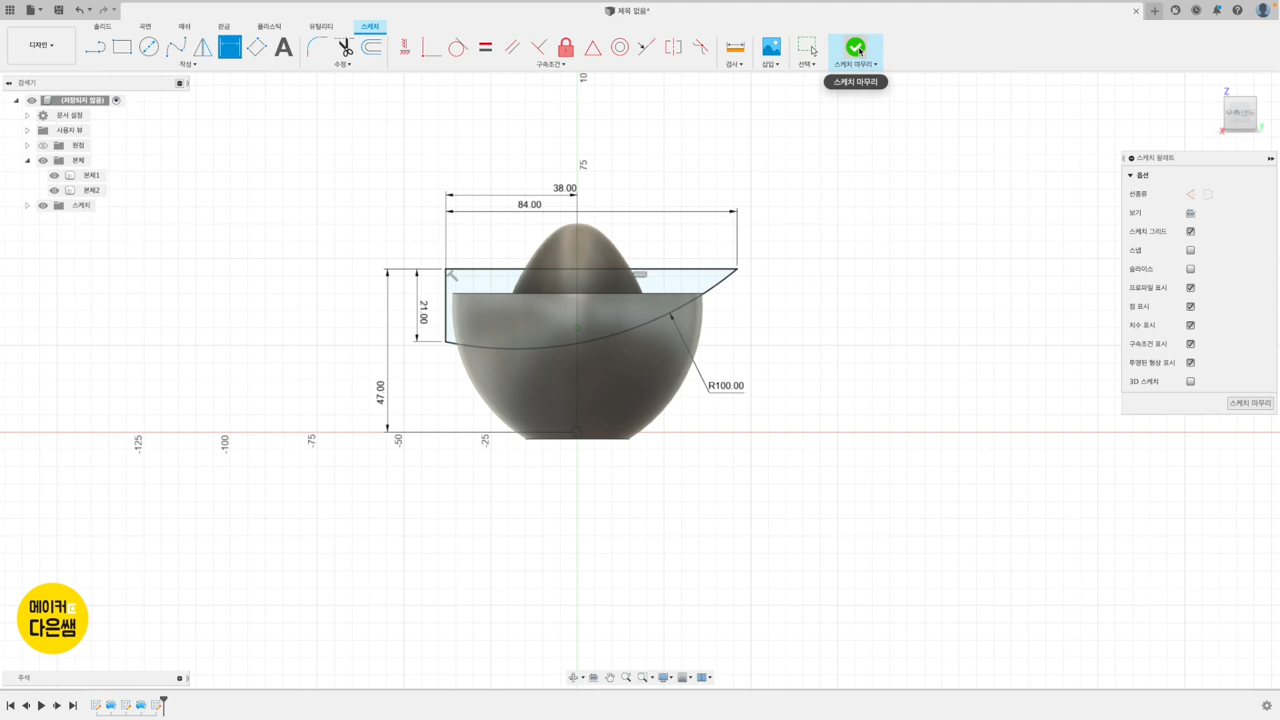 제목 없음*
디자인
솔리드
곡면
메쉬
판금
플라스틱
유틸리티
스케치
작성
수정
구속조건
검사
삽입
선택
스케치 마무리
스케치 마무리
검색기
(저장되지 않음)
문서 설정
사용자 뷰
원점
본체
본체1
본체2
스케치
38.00
84.00
21.00
47.00
R100.00
10
75
-125
-100
-75
-50
-25
Z
X
Y
스케치 팔레트
옵션
선종류
보기
스케치 그리드
스냅
슬라이스
프로파일 표시
점 표시
치수 표시
구속조건 표시
투영된 형상 표시
3D 스케치
스케치 마무리
메이커
다은쌤
주석